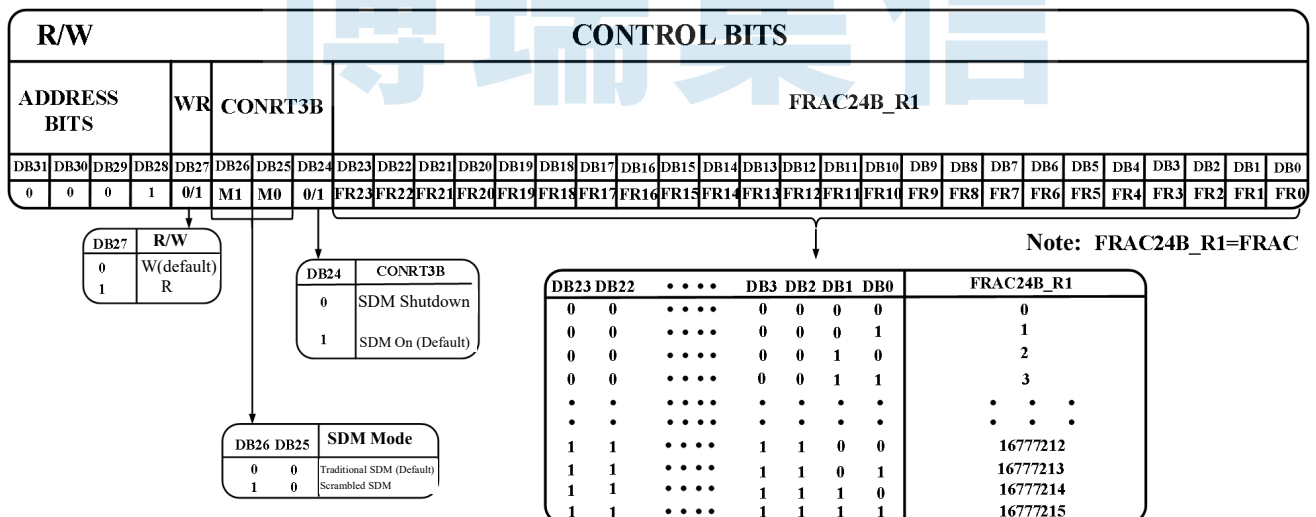 博瑞集信
R/W CONTROL BITS
ADDRESS BITS WR CONRT3B FRAC24B_R1
DB31 DB30 DB29 DB28 DB27 DB26 DB25 DB24 DB23 DB22 DB21 DB20 DB19 DB18 DB17 DB16 DB15 DB14 DB13 DB12 DB11 DB10 DB9 DB8 DB7 DB6 DB5 DB4 DB3 DB2 DB1 DB0
0 0 0 1 0/1 M1 M0 0/1 FR23 FR22 FR21 FR20 FR19 FR18 FR17 FR16 FR15 FR14 FR13 FR12 FR11 FR10 FR9 FR8 FR7 FR6 FR5 FR4 FR3 FR2 FR1 FR0
Note: FRAC24B_R1=FRAC
DB27 R/W
0 W(default)
1 R
DB24 CONRT3B
0 SDM Shutdown
1 SDM On (Default)
DB26 DB25 SDM Mode
0 0 Traditional SDM (Default)
1 0 Scrambled SDM
DB23 DB22 • • • • DB3 DB2 DB1 DB0 FRAC24B_R1
0 0 • • • • 0 0 0 0 0
0 0 • • • • 0 0 0 1 1
0 0 • • • • 0 0 1 0 2
0 0 • • • • 0 0 1 1 3
• • • • • • • • • • • • •
• • • • • • • • • • • • •
1 1 • • • • 1 1 0 0 16777212
1 1 • • • • 1 1 0 1 16777213
1 1 • • • • 1 1 1 0 16777214
1 1 • • • • 1 1 1 1 16777215